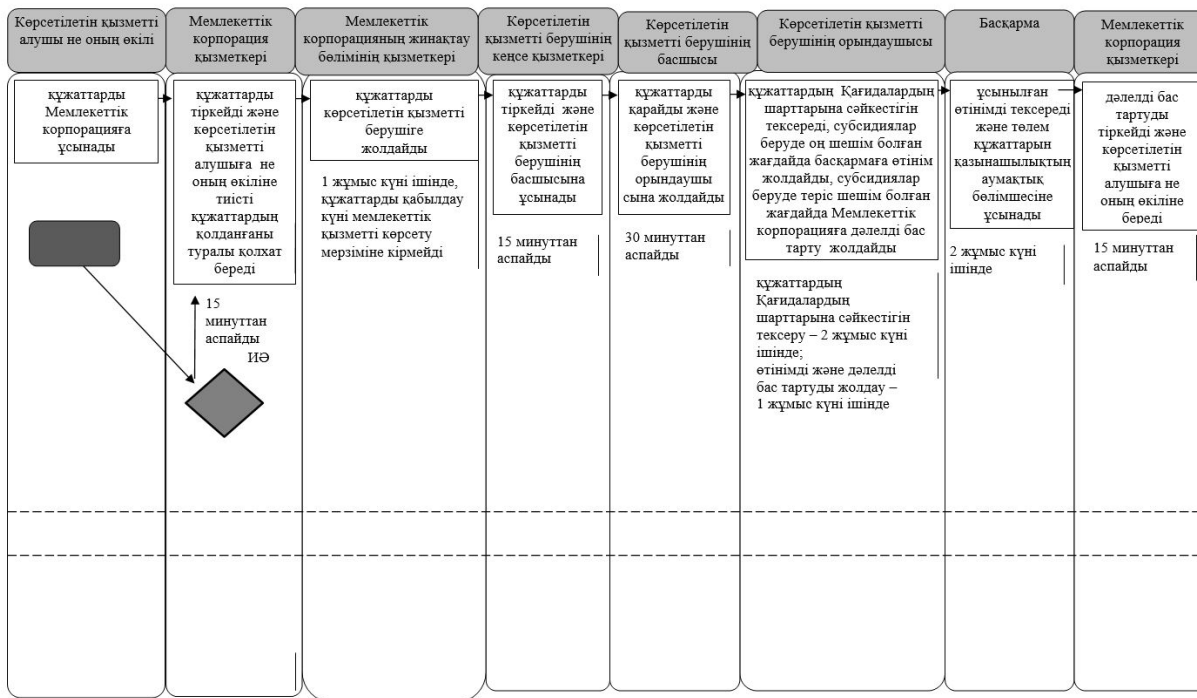 Көрсетілетін қызметті
алушы не оның өкілі
Мемлекеттік
корпорация
қызметкері
Мемлекеттік
корпорацияның жинақтау
бөлімінің қызметкері
Көрсетілетін
қызметті берушінің
кеңсе қызметкері
Көрсетілетін
қызметті берушінің
басшысы
Көрсетілетін қызметті
берушінің орындаушысы
Басқарма
Мемлекеттік
корпорация
қызметкері
құжаттарды
Мемлекеттік
корпорацияға
ұсынады
құжаттарды
тіркейді және
көрсетілетін
қызметті
алушыға не
оның өкіліне
тиісті
құжаттардың
қолданғаны
туралы қолхат
береді
15
минуттан
аспайды
ИӘ
құжаттарды
көрсетілетін қызметті
берушіге
жолдайды
1 жұмыс күні ішінде,
құжаттарды қабылдау
күні мемлекеттік
қызметті көрсету
мерзіміне кірмейді
құжаттарды
тіркейді және
көрсетілетін
қызметті
берушінің
басшысына
ұсынады
15 минуттан
аспайды
құжаттарды
қарайды және
көрсетілетін
қызметті
берушінің
орындаушы
сына жолдайды
30 минуттан
аспайды
құжаттардың Қағидалардың
шарттарына сәйкестігін
тексереді, субсидиялар
беруде оң шешім болған
жағдайда басқармаға өтінім
жолдайды, субсидиялар
беруде теріс шешім болған
жағдайда Мемлекеттік
корпорацияға дәлелді бас
тарту жолдайды
құжаттардың
Қағидалардың
шарттарына сәйкестігін
тексеру – 2 жұмыс күні
ішінде;
өтінімді және дәлелді
бас тартуды жолдау –
1 жұмыс күні ішінде
ұсынылған
өтінімді тексереді
және төлем
құжаттарын
қазынашылықтың
аумақтық
бөлімшесіне
ұсынады
2 жұмыс күні
ішінде
дәлелді бас
тартуды
тіркейді және
көрсетілетін
қызметті
алушыға не
оның өкіліне
береді
15 минуттан
аспайды